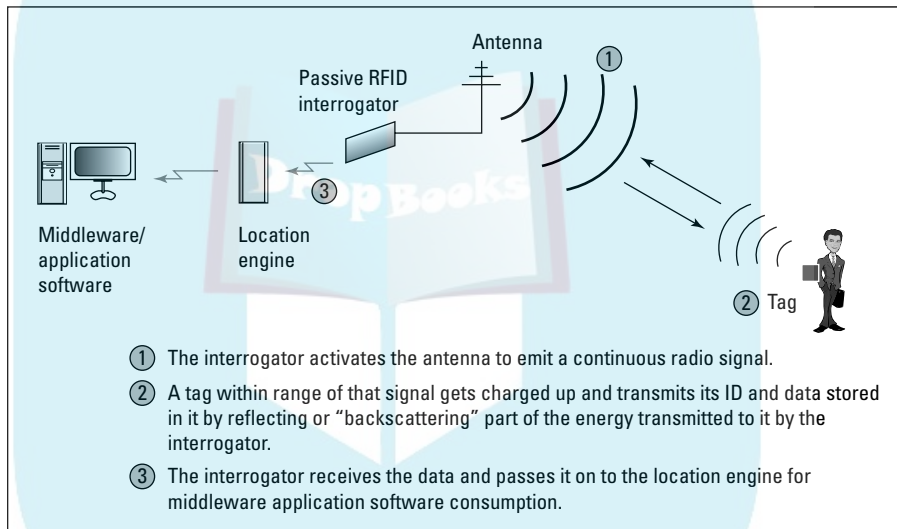 Antenna
1
Passive RFID
interrogator
3
Drop Books
Middleware/
application
software
Location
engine
2 Tag
1 The interrogator activates the antenna to emit a continuous radio signal.
2 A tag within range of that signal gets charged up and transmits its ID and data stored
in it by reflecting or “backscattering” part of the energy transmitted to it by the
interrogator.
3 The interrogator receives the data and passes it on to the location engine for
middleware application software consumption.